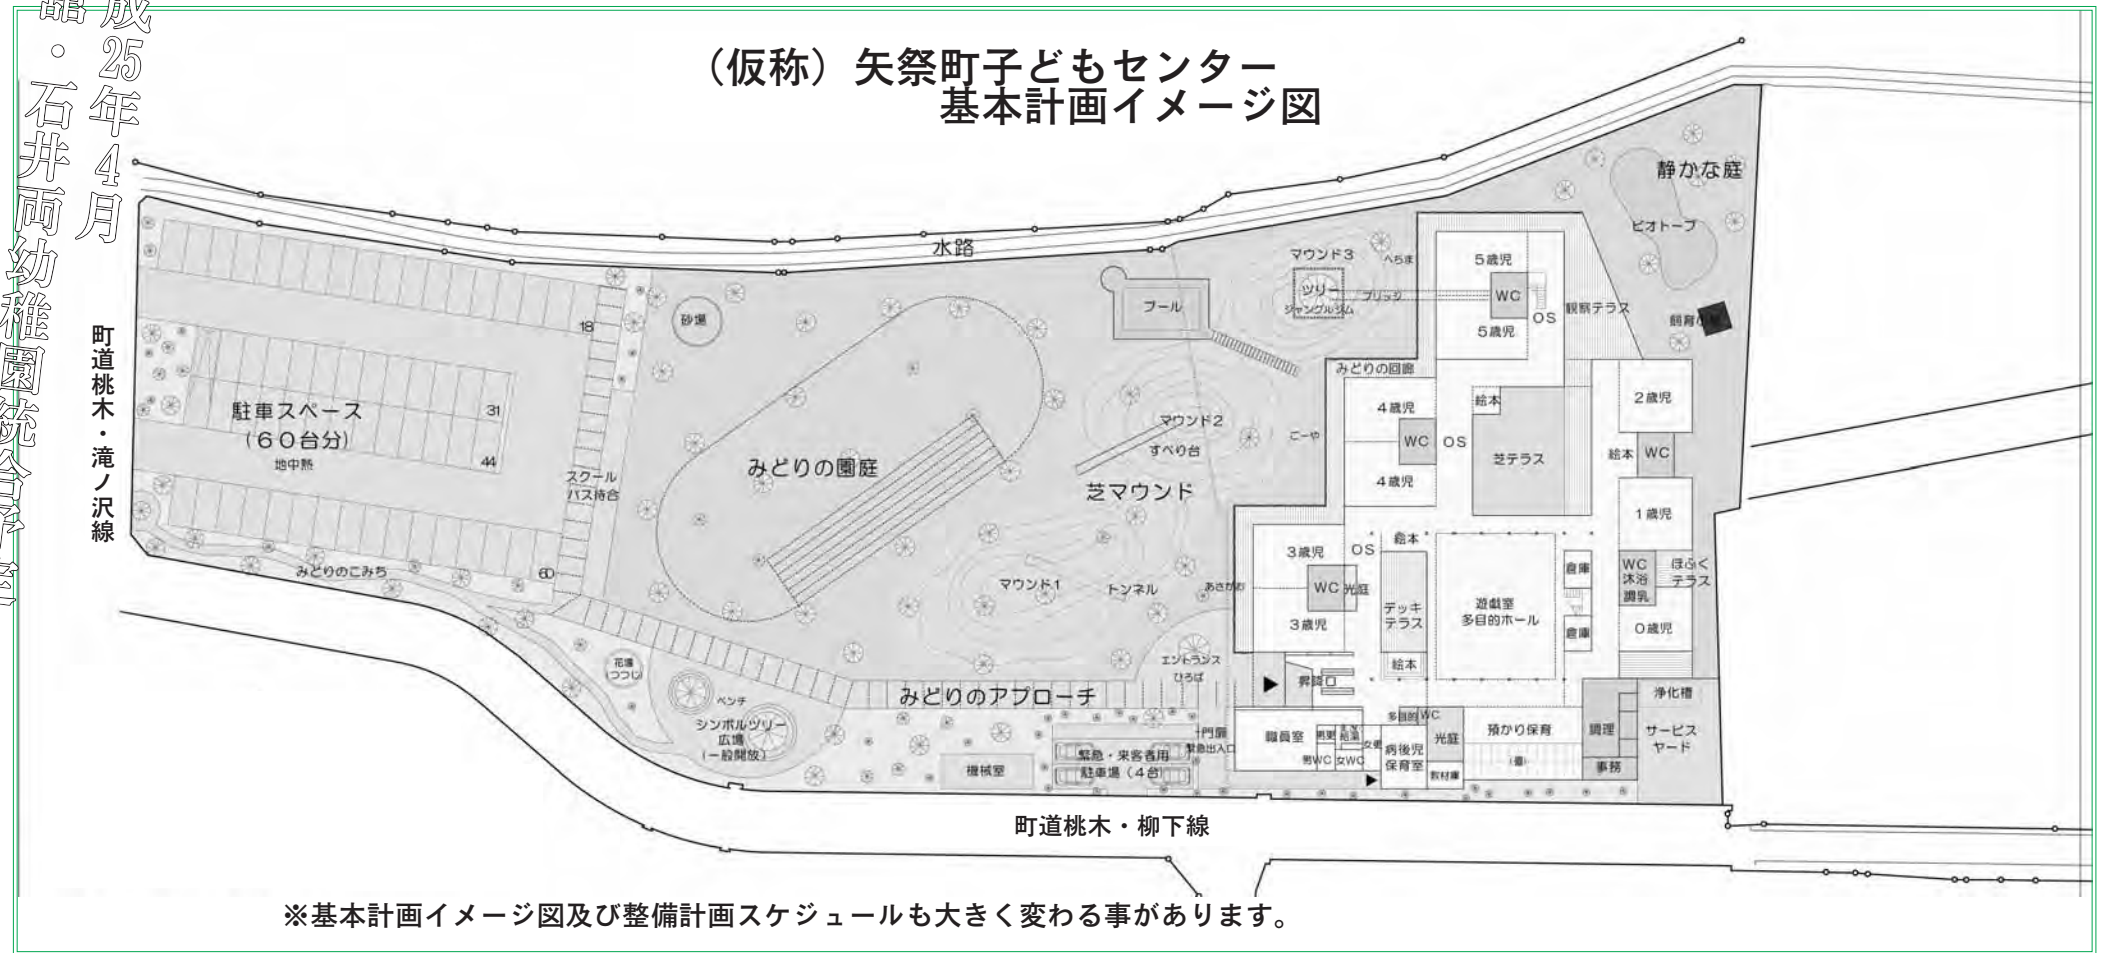 成25年4月
舘・石井両幼稚園統合予定
（仮称）矢祭町子どもセンター
基本計画イメージ図
静かな庭
ビオトープ
水路
マウンド3
へちま
ツリー
ジャングルジム
ブリッジ
プール
5歳児
WC
OS
5歳児
観察テラス
飼育小屋
砂場
18
町道桃木・滝ノ沢線
駐車スペース
(60台分)
地中熱
31
44
60
スクール
バス待合
みどりの園庭
マウンド2
すべり台
芝マウンド
ごーや
みどりの回廊
4歳児
WC
OS
4歳児
絵本
芝テラス
2歳児
絵本
WC
1歳児
みどりのこみち
マウンド1
トンネル
あさがお
3歳児
OS
WC
光庭
3歳児
絵本
デッキ
テラス
絵本
遊戯室
多目的ホール
倉庫
倉庫
WC
沐浴
調乳
ほふく
テラス
0歳児
エントランス
ひろば
昇降口
花壇
(つつじ)
ベンチ
シンボルツリー
広場
(一般開放)
みどりのアプローチ
機械室
緊急・来客者用
駐車場(4台)
門扉
緊急出入口
職員室
男更
給湯
女更
男WC
女WC
多目的WC
病後児
保育室
光庭
教材庫
預かり保育
(畳)
調理
事務
浄化槽
サービス
ヤード
町道桃木・柳下線
※基本計画イメージ図及び整備計画スケジュールも大きく変わる事があります。